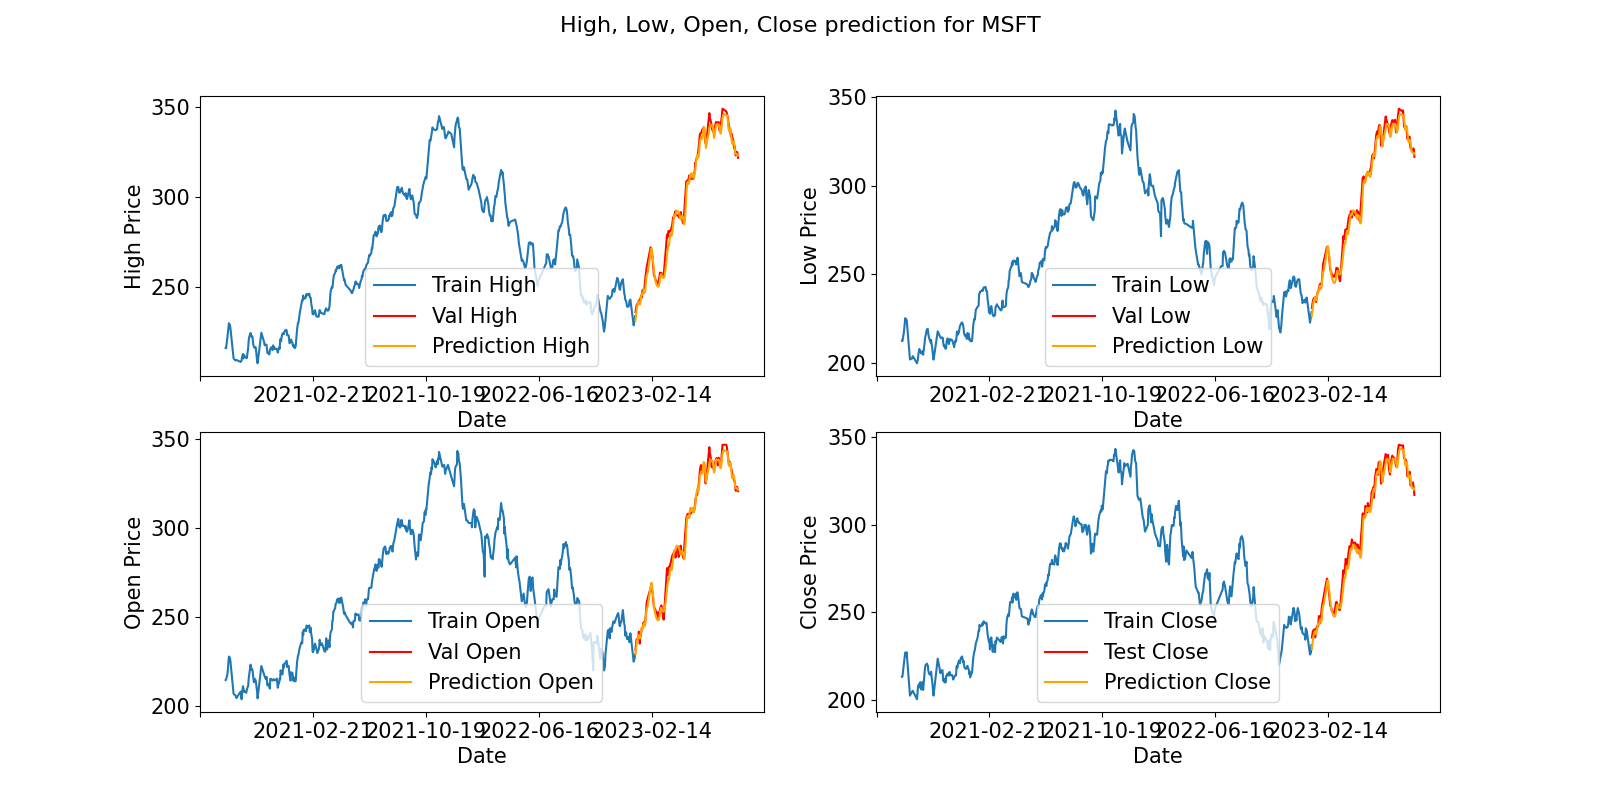 High, Low, Open, Close prediction for MSFT
350
300
250
High Price
Train High
Val High
Prediction High
2021-02-21
2021-10-19
2022-06-16
2023-02-14
Date
350
300
250
200
Low Price
Train Low
Val Low
Prediction Low
2021-02-21
2021-10-19
2022-06-16
2023-02-14
Date
350
300
250
200
Open Price
Train Open
Val Open
Prediction Open
2021-02-21
2021-10-19
2022-06-16
2023-02-14
Date
350
300
250
200
Close Price
Train Close
Test Close
Prediction Close
2021-02-21
2021-10-19
2022-06-16
2023-02-14
Date